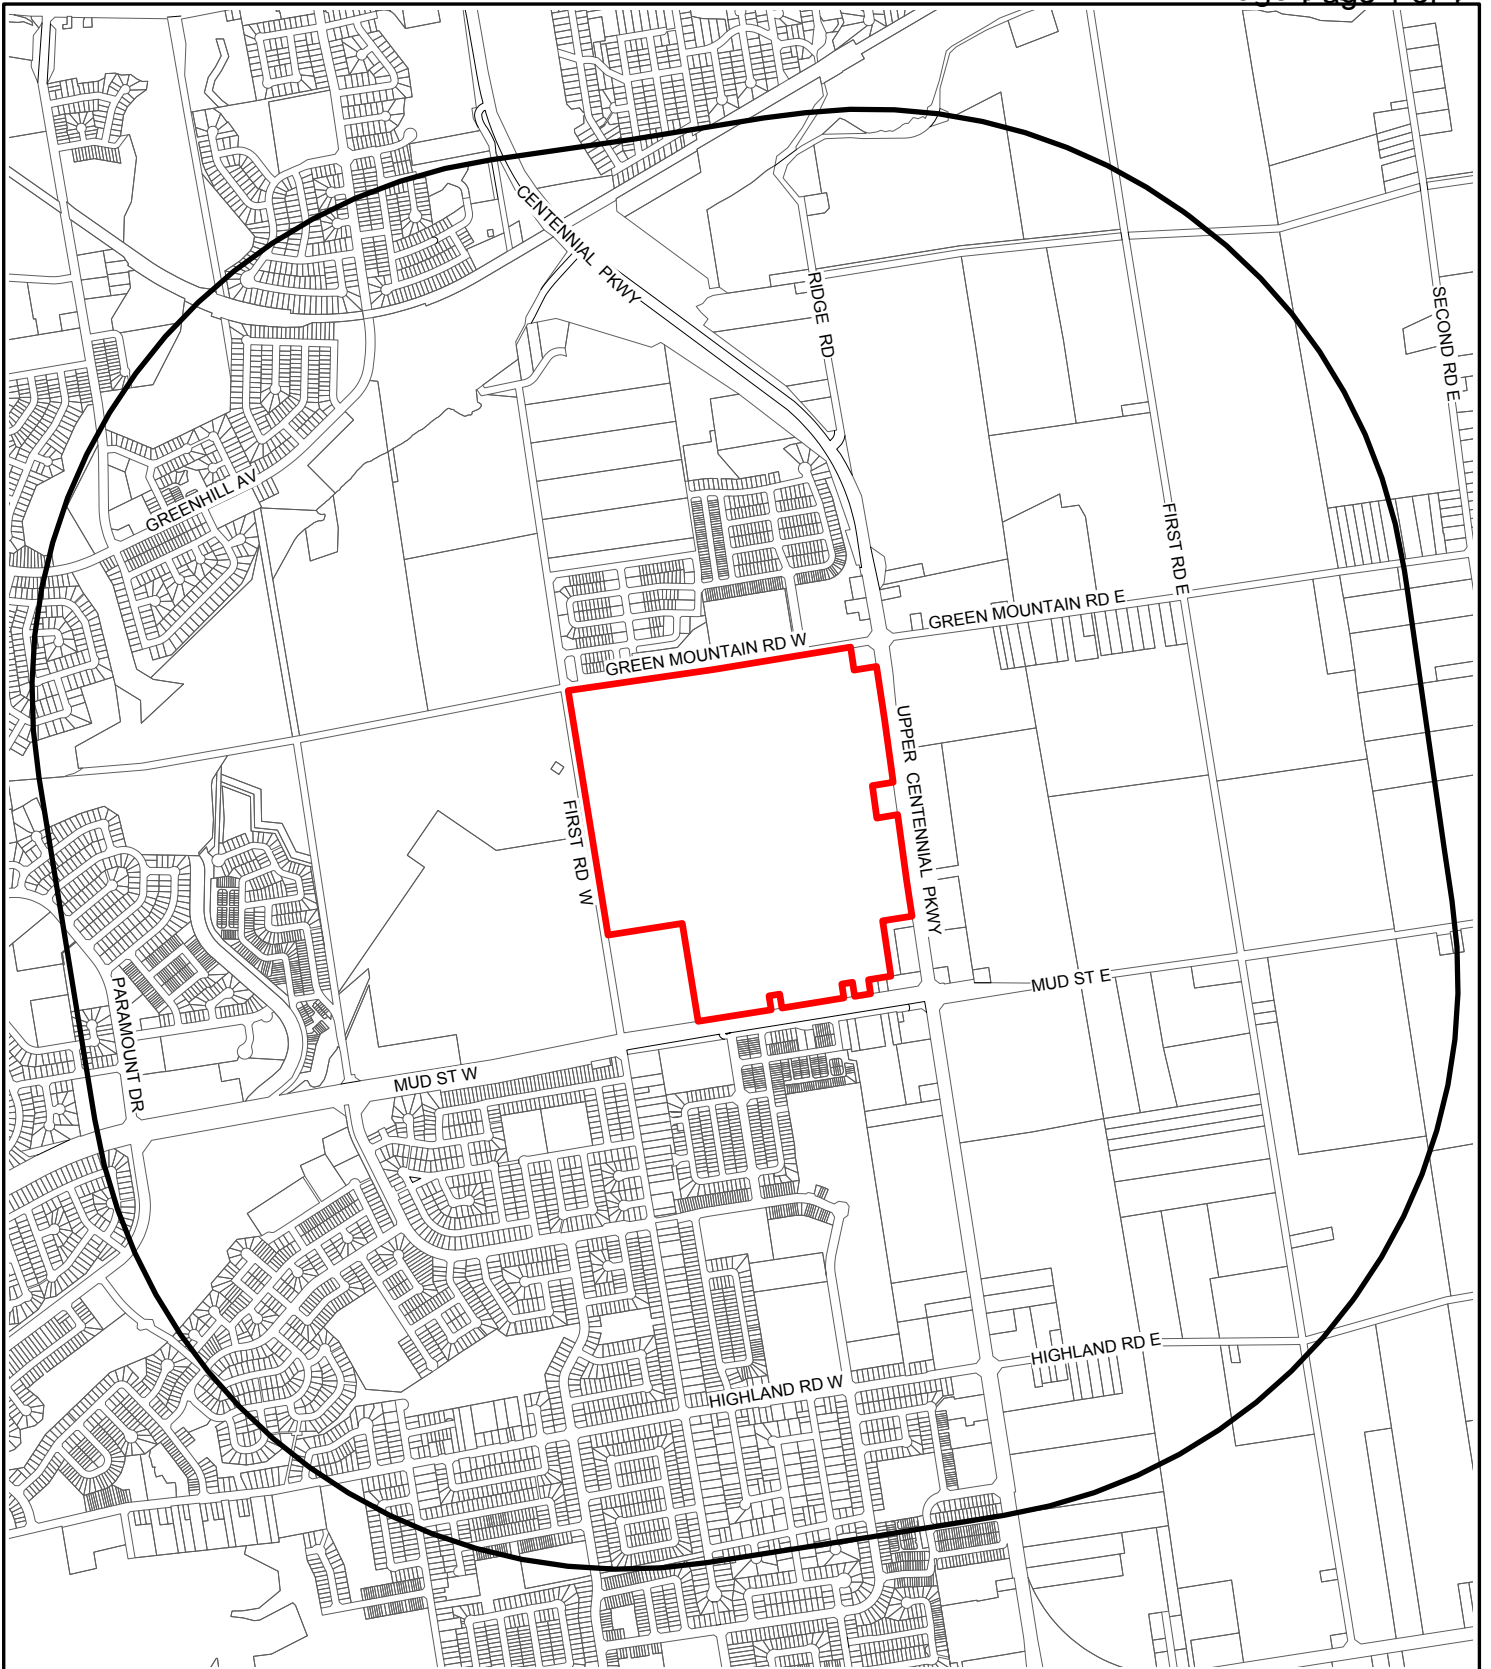 CENTENNIAL PKWY
RIDGE RD
SECOND RD E
GREENHILL AV
FIRST RD E
GREEN MOUNTAIN RD E
GREEN MOUNTAIN RD W
UPPER CENTENNIAL PKWY
FIRST RD W
MUD ST E
PARAMOUNT DR
MUD ST W
HIGHLAND RD E
HIGHLAND RD W